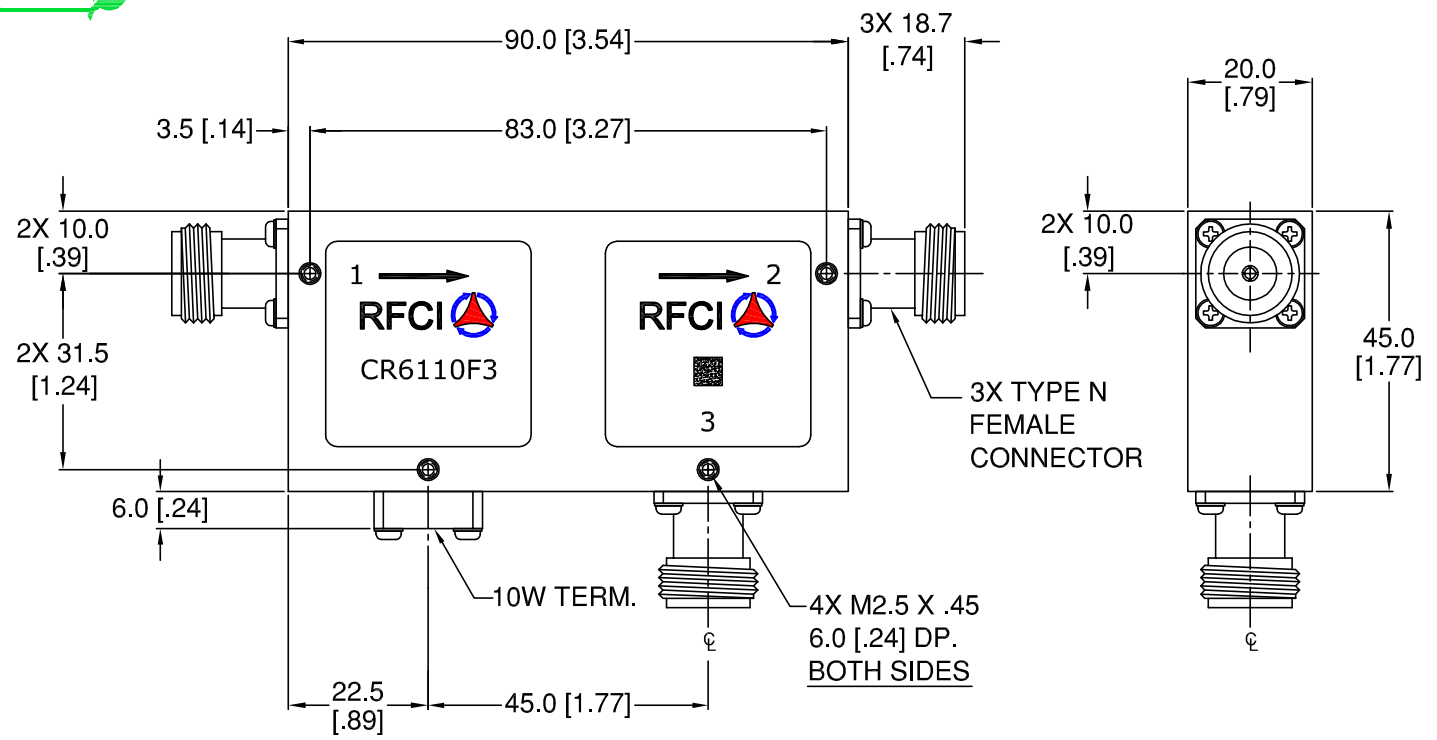 90.0 [3.54]
3X 18.7
[.74]
20.0
[.79]
3.5 [.14]
83.0 [3.27]
2X 10.0
[.39]
2X 10.0
[.39]
1
2
RFCI
RFCI
CR6110F3
2X 31.5
[1.24]
45.0
[1.77]
3X TYPE N
FEMALE
CONNECTOR
3
6.0 [.24]
10W TERM.
4X M2.5 X .45
6.0 [.24] DP.
BOTH SIDES
℄
℄
22.5
[.89]
45.0 [1.77]